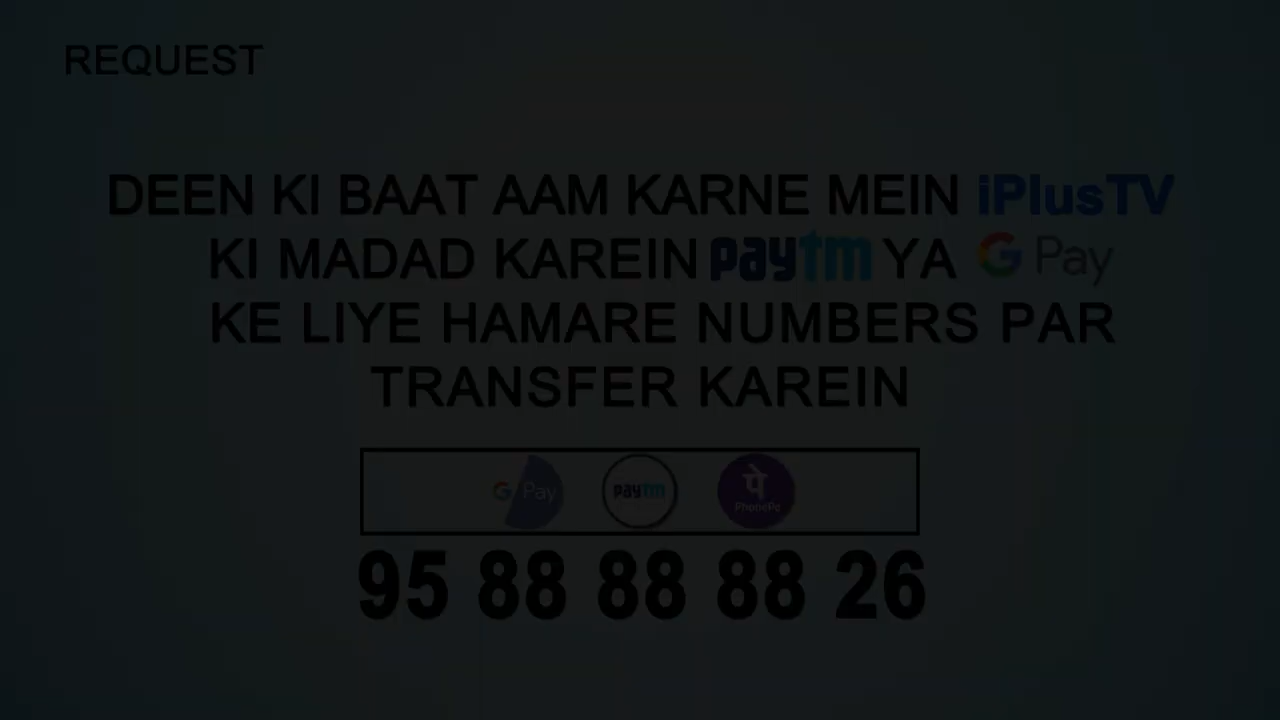 REQUEST
DEEN KI BAAT AAM KARNE MEIN iPlusTV
KI MADAD KAREIN paytm YA G Pay
KE LIYE HAMARE NUMBERS PAR
TRANSFER KAREIN
G Pay paytm पे PhonePe
95 88 88 88 26